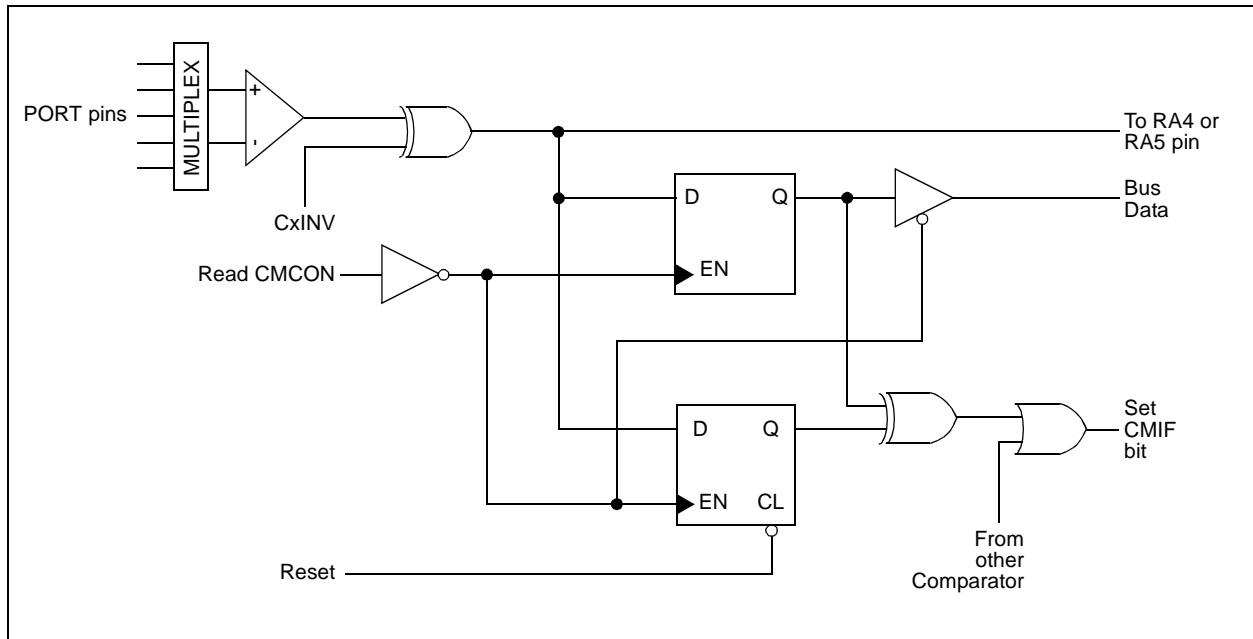 MULTIPLEX
+
-
PORT pins
To RA4 or
RA5 pin
CxINV
D
Q
EN
Bus
Data
Read CMCON
D
Q
EN
CL
Set
CMIF
bit
From
other
Comparator
Reset